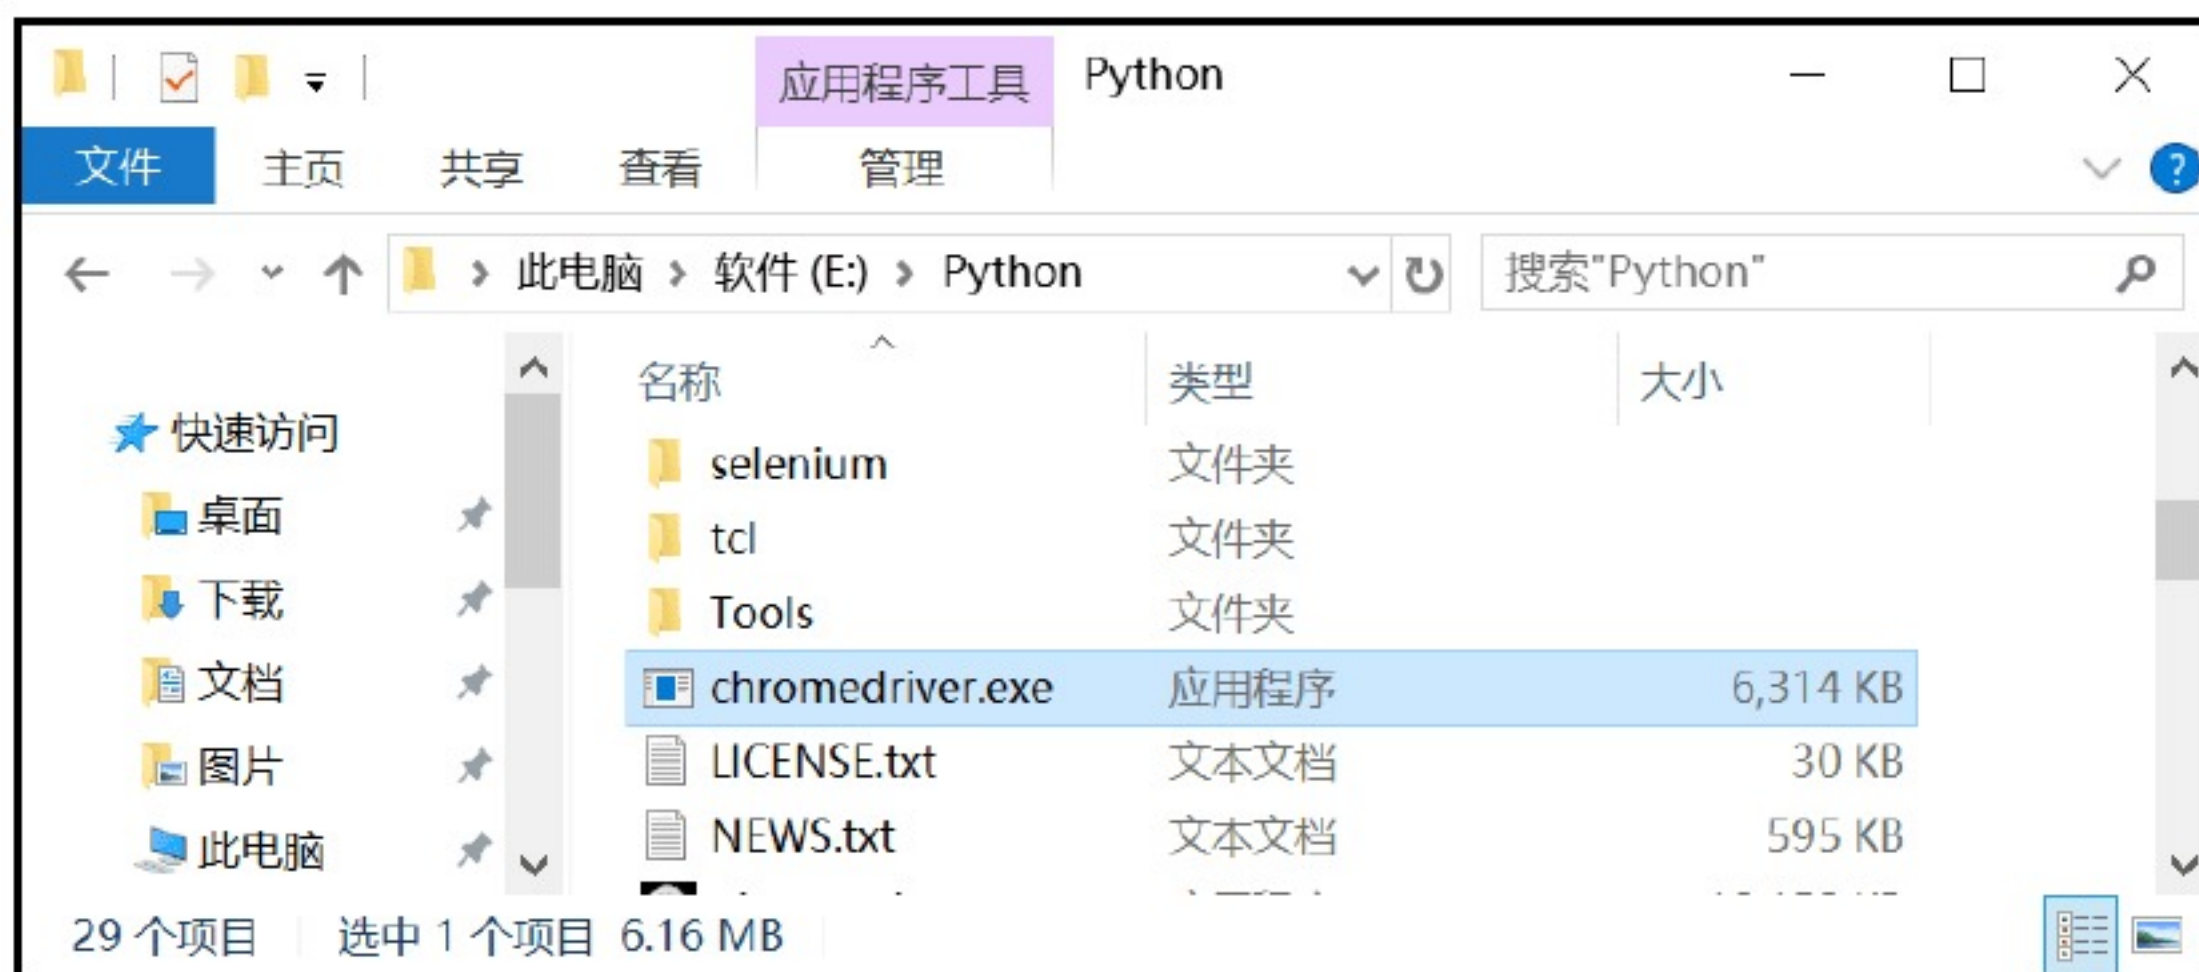 应用程序工具 Python
文件 主页 共享 查看 管理
此电脑 软件 (E:) Python 搜索"Python"
名称 类型 大小
快速访问
桌面
下载
文档
图片
此电脑
selenium 文件夹
tcl 文件夹
Tools 文件夹
chromedriver.exe 应用程序 6,314 KB
LICENSE.txt 文本文档 30 KB
NEWS.txt 文本文档 595 KB
29 个项目 选中 1 个项目 6.16 MB